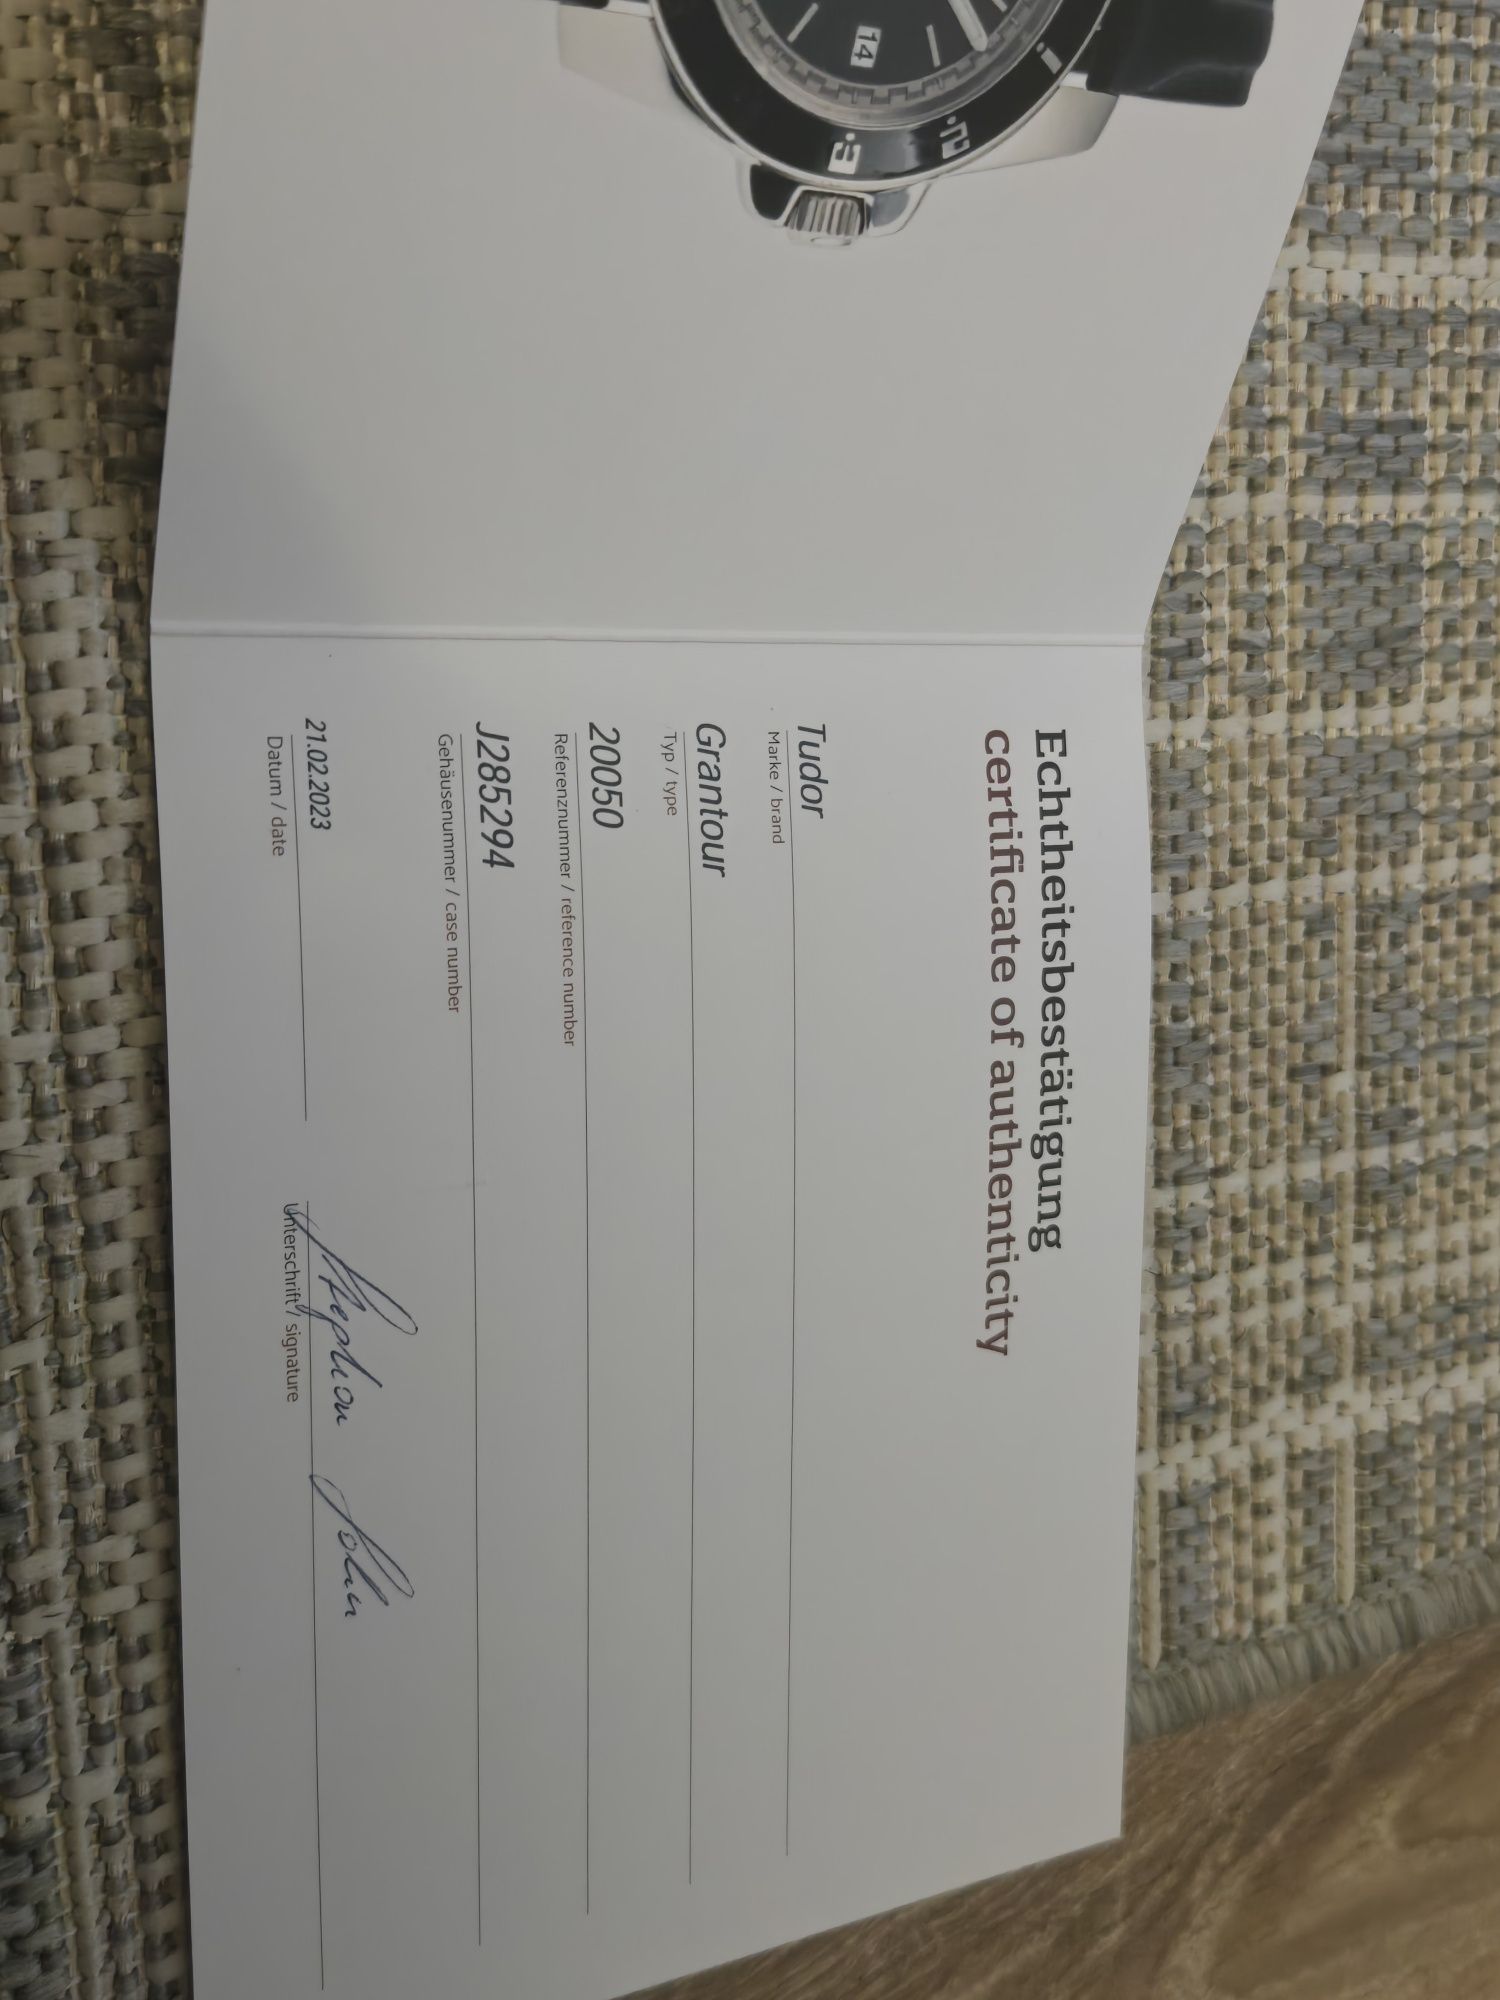 14
Echtheitsbestätigung
certificate of authenticity
Tudor
Marke / brand
Grantour
Typ / type
20050
Referenznummer / reference number
J285294
Gehäusenummer / case number
21.02.2023
Datum / date
Unterschrift / signature